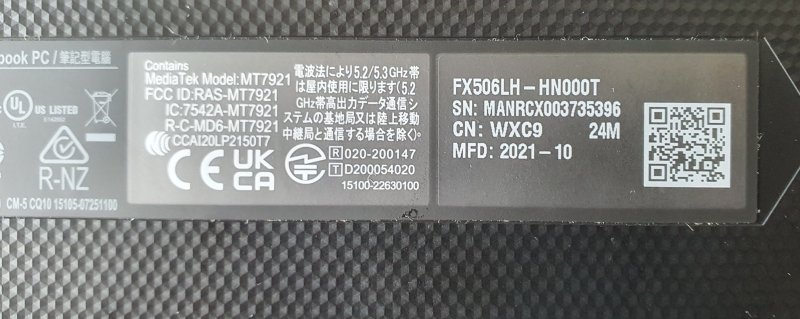 book PC / 筆記型電腦
UL US LISTED
I.T.E.
R-NZ
CM-5 CQ10 15105-07251100
Contains
MediaTek Model:MT7921
FCC ID:RAS-MT7921
IC:7542A-MT7921
R-C-MD6-MT7921
CCAI20LP2150T7
CE UK CA
電波法により5.2/5.3GHz帯
は屋内使用に限ります(5.2
GHz帯高出力データ通信シ
ステムの基地局又は陸上移動
中継局と通信する場合を除く)。
R 020-200147
T D200054020
15100-22630100
FX506LH-HN000T
SN: MANRCX003735396
CN: WXC9 24M
MFD: 2021-10